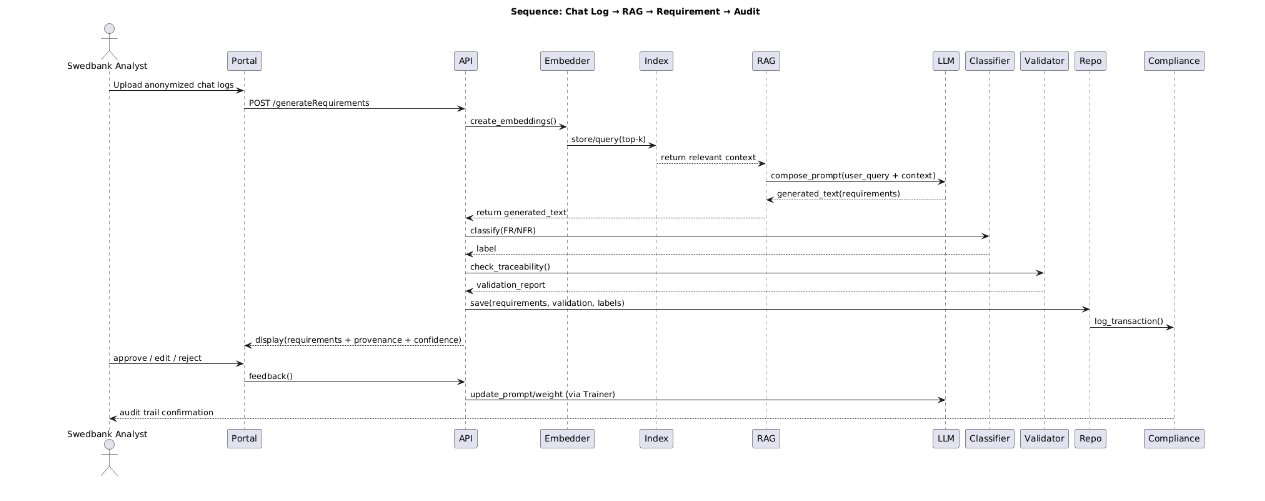 Sequence: Chat Log → RAG → Requirement → Audit
Swedbank Analyst
Portal
API
Embedder
Index
RAG
LLM
Classifier
Validator
Repo
Compliance
Upload anonymized chat logs
POST /generateRequirements
create_embeddings()
store/query(top-k)
return relevant context
compose_prompt(user_query + context)
generated_text(requirements)
return generated_text
classify(FR/NFR)
label
check_traceability()
validation_report
save(requirements, validation, labels)
log_transaction()
display(requirements + provenance + confidence)
approve / edit / reject
feedback()
update_prompt/weight (via Trainer)
audit trail confirmation
Swedbank Analyst
Portal
API
Embedder
Index
RAG
LLM
Classifier
Validator
Repo
Compliance